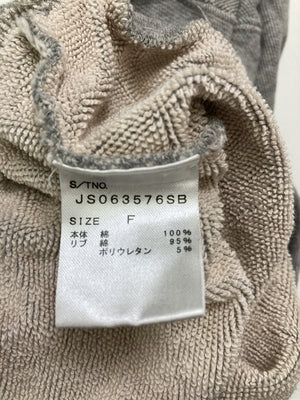 S/TNO.
JS063576SB
SIZE F
本体 綿 100%
リブ 綿 95%
ポリウレタン 5%